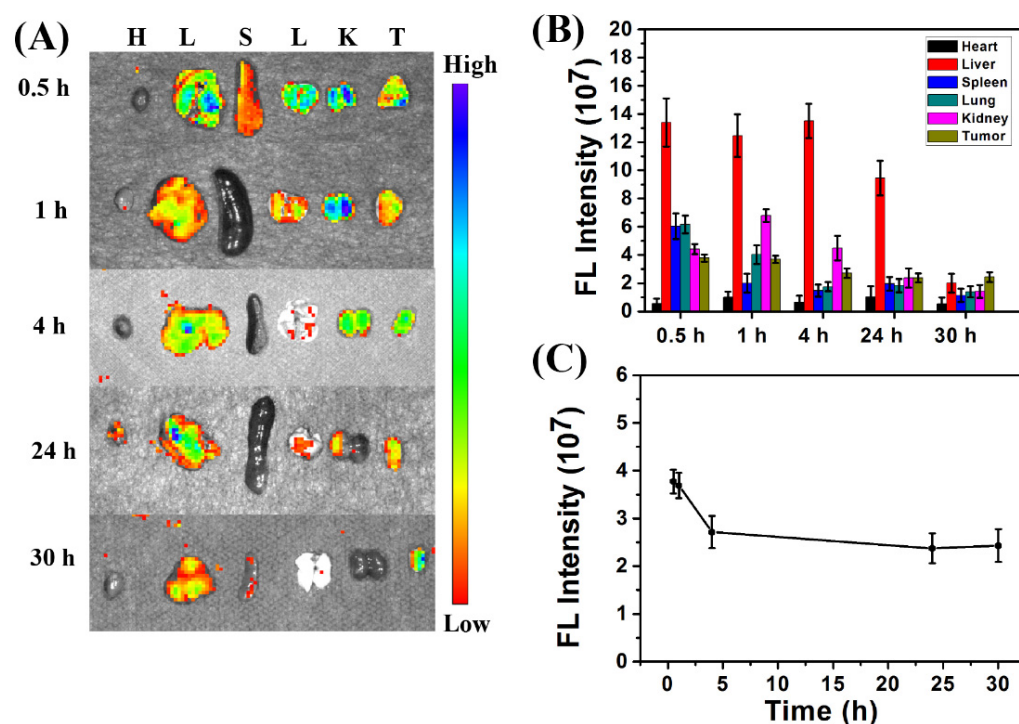 (A)
H L S L K T
High
0.5 h
1 h
4 h
24 h
30 h
Low
(B)
FL Intensity (10⁷)
20
18
16
14
12
10
8
6
4
2
0
Heart
Liver
Spleen
Lung
Kidney
Tumor
0.5 h 1 h 4 h 24 h 30 h
(C)
FL Intensity (10⁷)
6
5
4
3
2
1
0
0 5 10 15 20 25 30
Time (h)